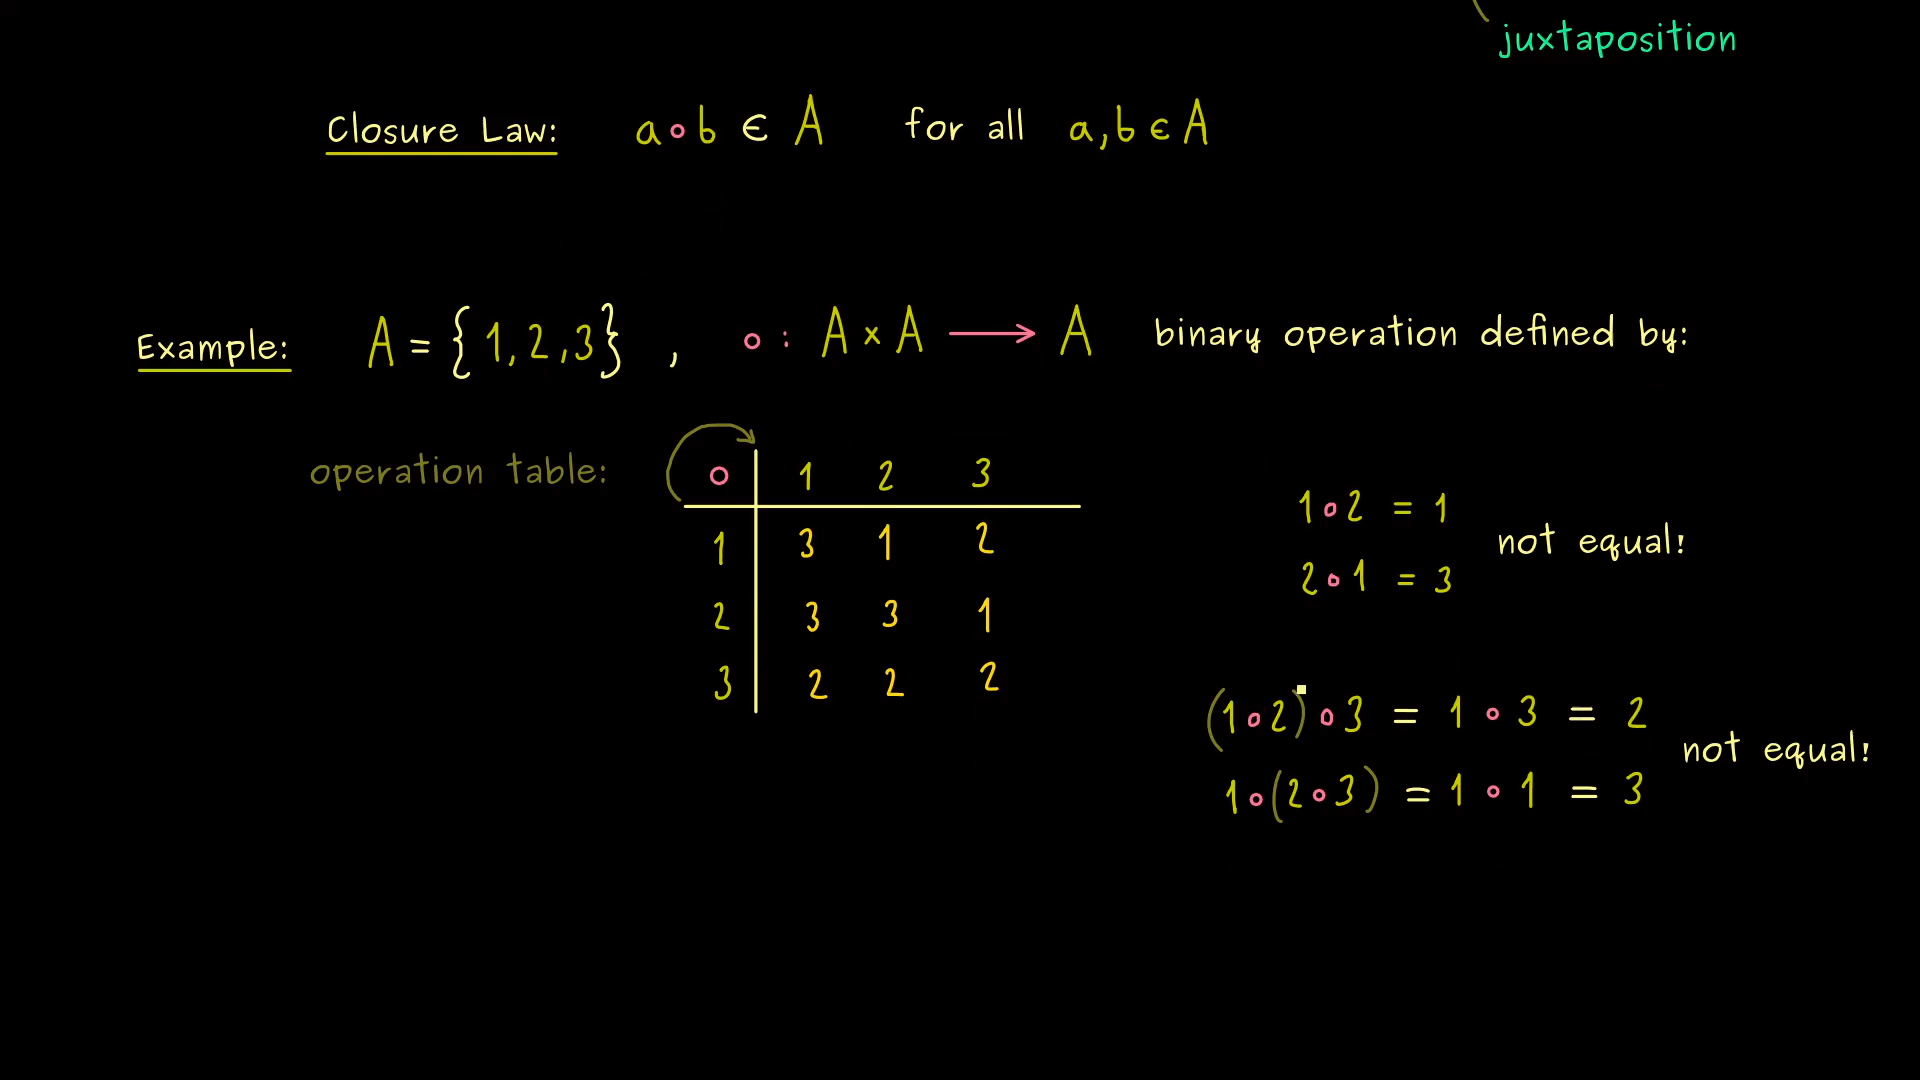 juxtaposition
Closure Law: a∘b ∈ A for all a,b ∈ A
Example: A = {1,2,3} , ∘ : A × A ⟶ A binary operation defined by:
operation table:
∘ 1 2 3
1 3 1 2
2 3 3 1
3 2 2 2
1∘2 = 1
2∘1 = 3
not equal!
(1∘2)∘3 = 1∘3 = 2
1∘(2∘3) = 1∘1 = 3
not equal!